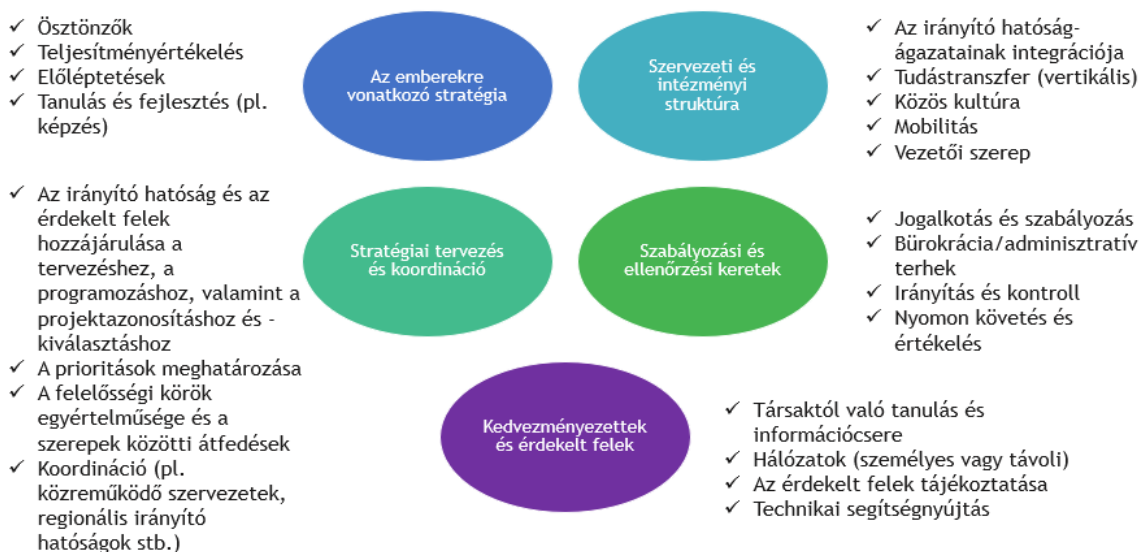 ✓ Ösztönzők
✓ Teljesítményértékelés
✓ Előléptetések
✓ Tanulás és fejlesztés (pl.
képzés)
Az emberekre
vonatkozó stratégia
Szervezeti és
intézményi
struktúra
✓ Az irányító hatóság-
ágazatainak integrációja
✓ Tudástranszfer (vertikális)
✓ Közös kultúra
✓ Mobilitás
✓ Vezetői szerep
✓ Az irányító hatóság és az
érdekelt felek
hozzájárulása a
tervezéshez, a
programozáshoz, valamint a
projektazonosításhoz és -
kiválasztáshoz
✓ A prioritások meghatározása
✓ A felelősségi körök
egyértelműsége és a
szerepek közötti átfedések
✓ Koordináció (pl.
közreműködő szervezetek,
regionális irányító
hatóságok stb.)
Stratégiai tervezés
és koordináció
Szabályozási és
ellenőrzési keretek
✓ Jogalkotás és szabályozás
✓ Bürokrácia/adminisztratív
terhek
✓ Irányítás és kontroll
✓ Nyomon követés és
értékelés
Kedvezményezettek
és érdekelt felek
✓ Társaktól való tanulás és
információcsere
✓ Hálózatok (személyes vagy távoli)
✓ Az érdekelt felek tájékoztatása
✓ Technikai segítségnyújtás